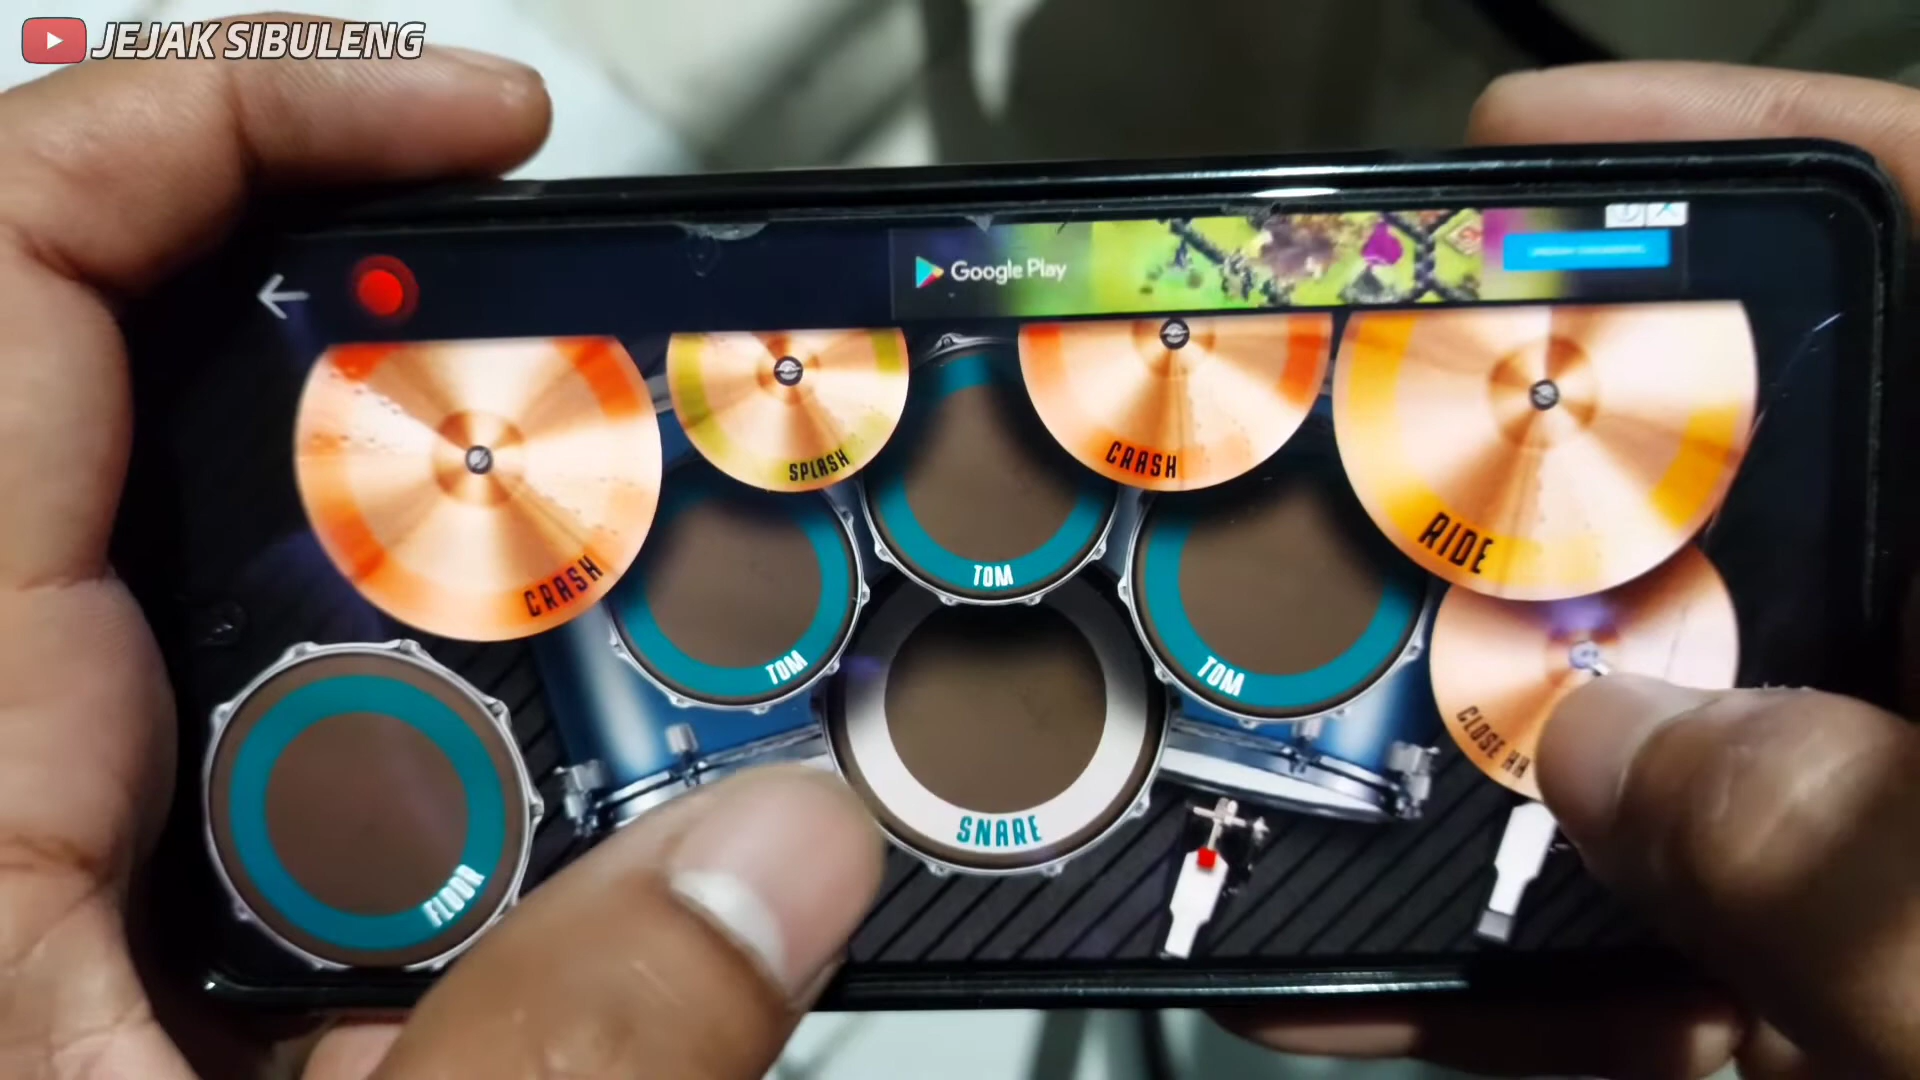 JEJAK SIBULENG
Google Play
SPLASH
CRASH
RIDE
CRASH
TOM
TOM
TOM
CLOSE HH
SNARE
FLOOR